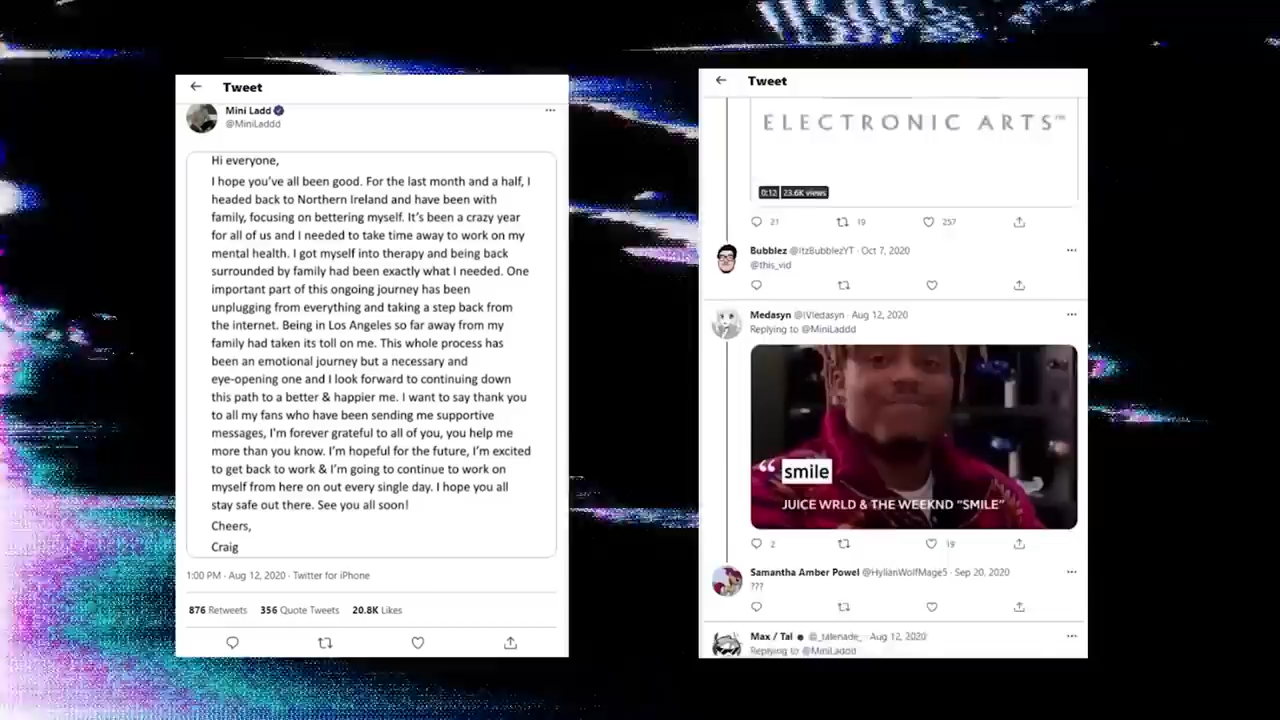 Tweet
Mini Ladd
@MiniLaddd
Hi everyone,
I hope you've all been good. For the last month and a half, I
headed back to Northern Ireland and have been with
family, focusing on bettering myself. It's been a crazy year
for all of us and I needed to take time away to work on my
mental health. I got myself into therapy and being back
surrounded by family had been exactly what I needed. One
important part of this ongoing journey has been
unplugging from everything and taking a step back from
the internet. Being in Los Angeles so far away from my
family had taken its toll on me. This whole process has
been an emotional journey but a necessary and
eye-opening one and I look forward to continuing down
this path to a better & happier me. I want to say thank you
to all my fans who have been sending me supportive
messages, I'm forever grateful to all of you, you help me
more than you know. I'm hopeful for the future, I'm excited
to get back to work & I'm going to continue to work on
myself from here on out every single day. I hope you all
stay safe out there. See you all soon!
Cheers,
Craig
1:00 PM · Aug 12, 2020 · Twitter for iPhone
876 Retweets 356 Quote Tweets 20.8K Likes
Tweet
ELECTRONIC ARTS™
0:12 23.6K views
21 19 257
Bubblez @ItzBubblezYT · Oct 7, 2020
@this_vid
Medasyn @IVledasyn · Aug 12, 2020
Replying to @MiniLaddd
“ smile
JUICE WRLD & THE WEEKND “SMILE”
2 19
Samantha Amber Powel @HylianWolfMage5 · Sep 20, 2020
???
Max / Tal @_talenade_ · Aug 12, 2020
Replying to @MiniLaddd